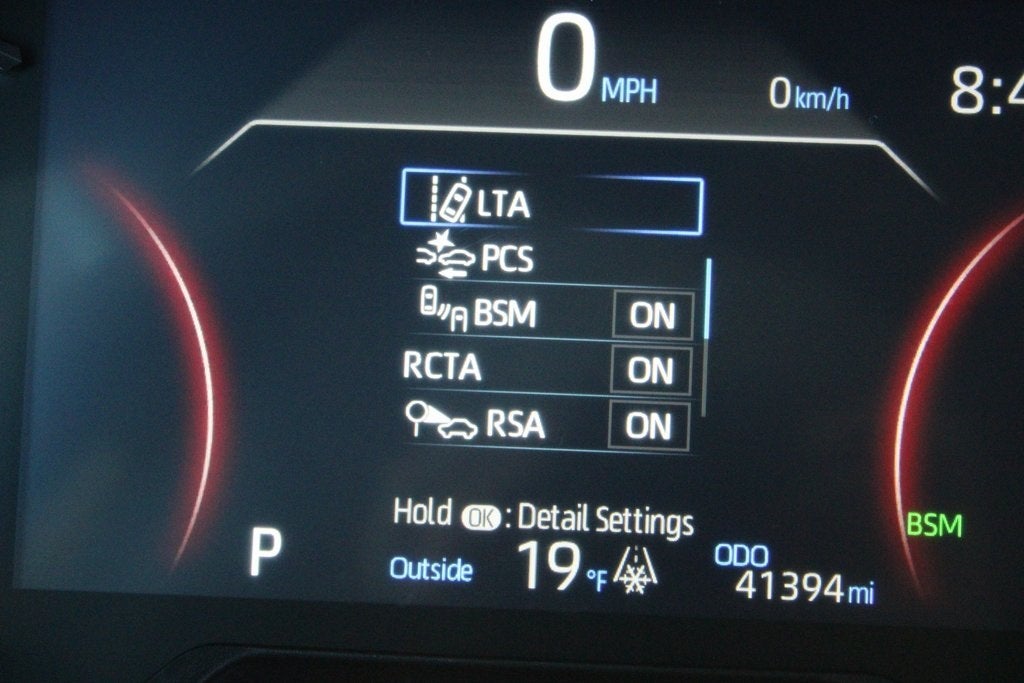 0 MPH 0 km/h 8:4
LTA
PCS
BSM ON
RCTA ON
RSA ON
Hold OK : Detail Settings
BSM
P Outside 19 °F ODO
41394 mi